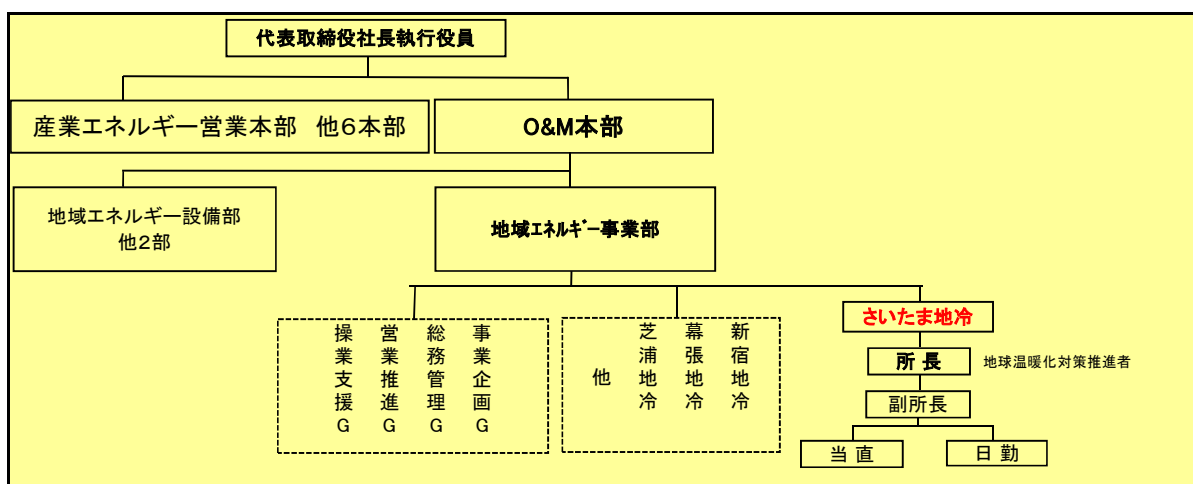 代表取締役社長執行役員
産業エネルギー営業本部 他6本部
O&M本部
地域エネルギー設備部
他2部
地域エネルギー事業部
事業企画G
総務管理G
営業推進G
操業支援G
新宿地冷
幕張地冷
芝浦地冷
他
さいたま地冷
所長
地球温暖化対策推進者
副所長
当直
日勤